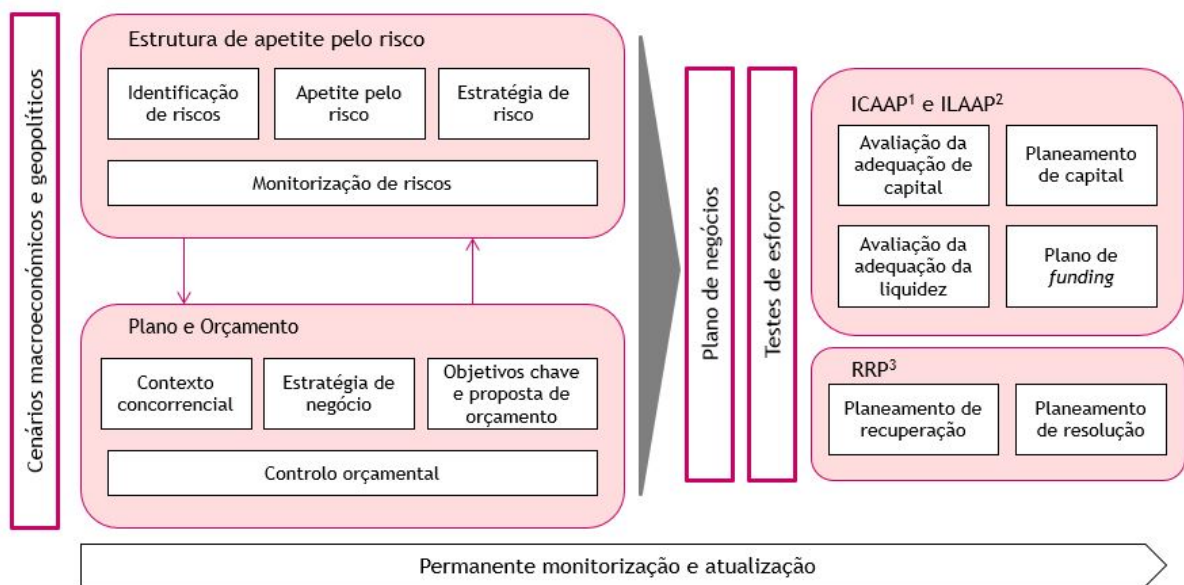 Cenários macroeconómicos e geopolíticos
Estrutura de apetite pelo risco
Identificação
de riscos
Apetite pelo
risco
Estratégia de
risco
Monitorização de riscos
Plano e Orçamento
Contexto
concorrencial
Estratégia de
negócio
Objetivos chave
e proposta de
orçamento
Controlo orçamental
Plano de negócios
Testes de esforço
ICAAP¹ e ILAAP²
Avaliação da
adequação de
capital
Planeamento
de capital
Avaliação da
adequação da
liquidez
Plano de
funding
RRP³
Planeamento de
recuperação
Planeamento
de resolução
Permanente monitorização e atualização